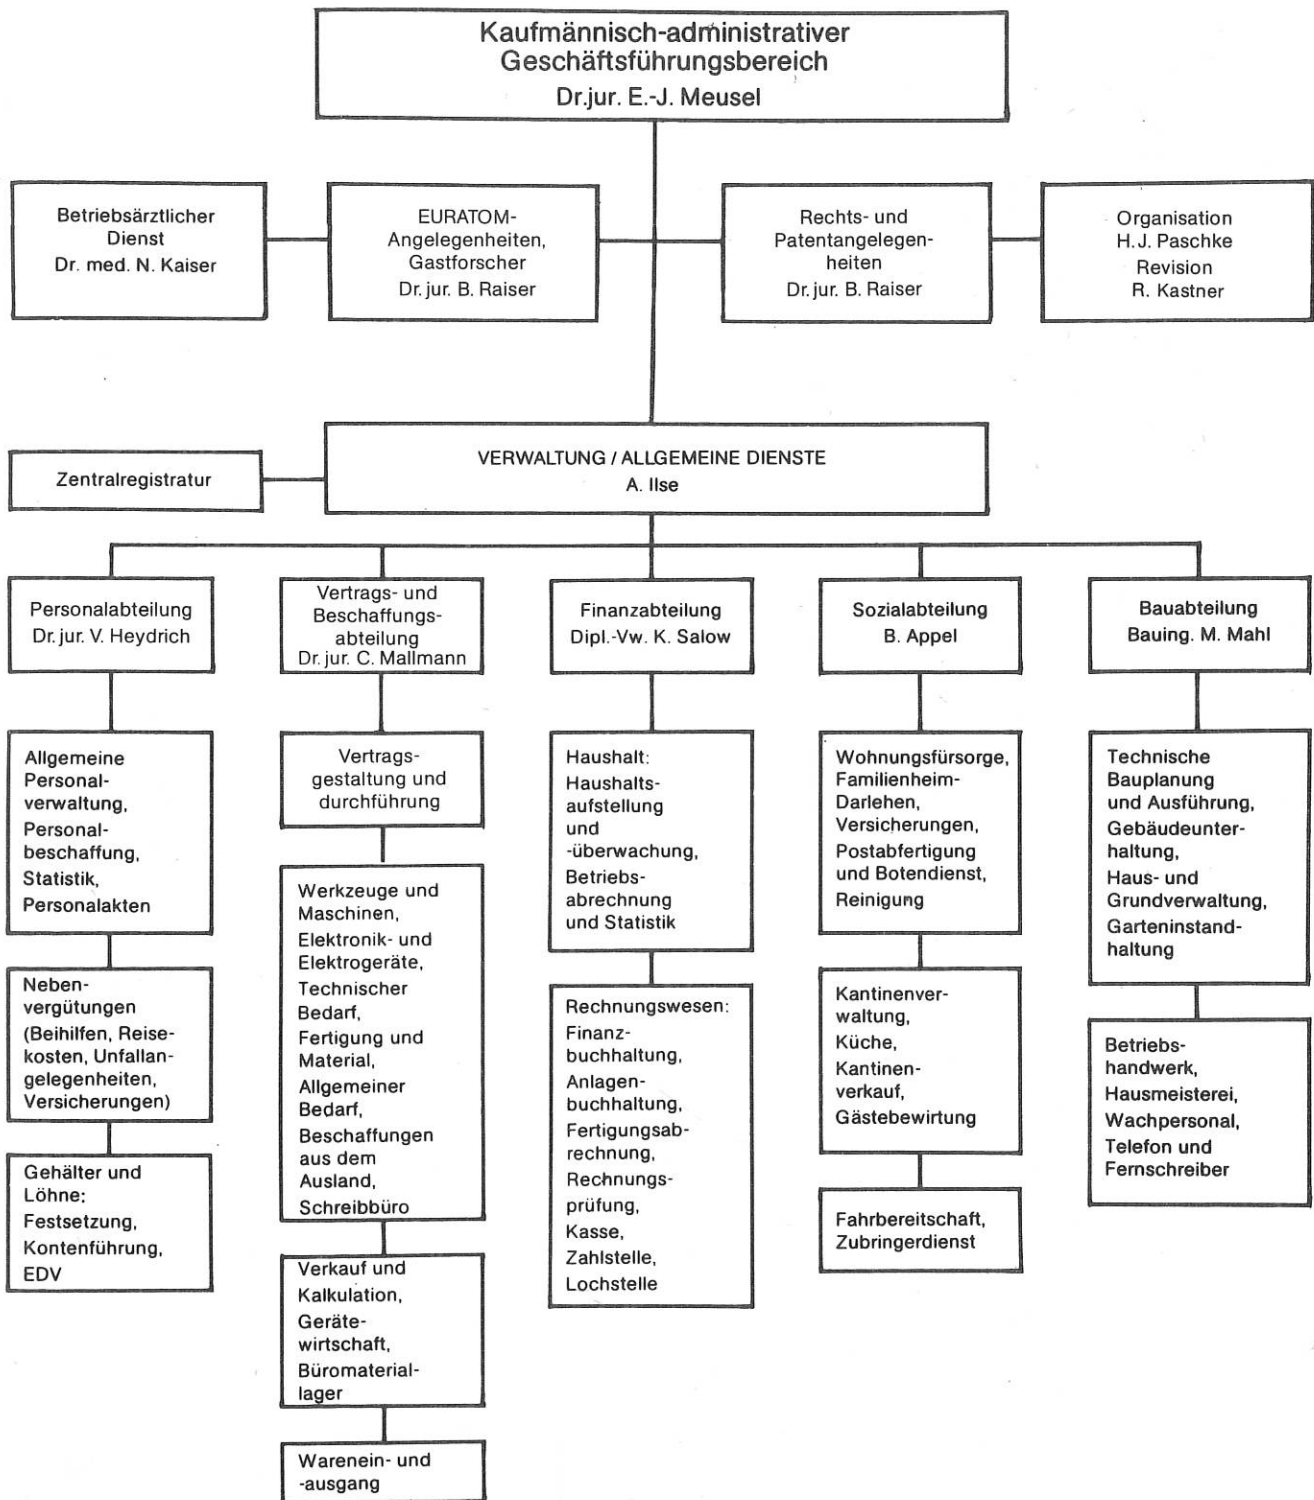 Kaufmännisch-administrativer
Geschäftsführungsbereich
Dr.jur. E.-J. Meusel
Betriebsärztlicher
Dienst
Dr. med. N. Kaiser
EURATOM-
Angelegenheiten,
Gastforscher
Dr. jur. B. Raiser
Rechts- und
Patentangelegen-
heiten
Dr. jur. B. Raiser
Organisation
H.J. Paschke
Revision
R. Kastner
Zentralregistratur
VERWALTUNG / ALLGEMEINE DIENSTE
A. Ilse
Personalabteilung
Dr. jur. V. Heydrich
Vertrags- und
Beschaffungs-
abteilung
Dr. jur. C. Mallmann
Finanzabteilung
Dipl.-Vw. K. Salow
Sozialabteilung
B. Appel
Bauabteilung
Bauing. M. Mahl
Allgemeine
Personal-
verwaltung,
Personal-
beschaffung,
Statistik,
Personalakten
Neben-
vergütungen
(Beihilfen, Reise-
kosten, Unfallan-
gelegenheiten,
Versicherungen)
Gehälter und
Löhne:
Festsetzung,
Kontenführung,
EDV
Vertrags-
gestaltung und
durchführung
Werkzeuge und
Maschinen,
Elektronik- und
Elektrogeräte,
Technischer
Bedarf,
Fertigung und
Material,
Allgemeiner
Bedarf,
Beschaffungen
aus dem
Ausland,
Schreibbüro
Verkauf und
Kalkulation,
Geräte-
wirtschaft,
Büromaterial-
lager
Warenein- und
-ausgang
Haushalt:
Haushalts-
aufstellung
und
-überwachung,
Betriebs-
abrechnung
und Statistik
Rechnungswesen:
Finanz-
buchhaltung,
Anlagen-
buchhaltung,
Fertigungsab-
rechnung,
Rechnungs-
prüfung,
Kasse,
Zahlstelle,
Lochstelle
Wohnungsfürsorge,
Familienheim-
Darlehen,
Versicherungen,
Postabfertigung
und Botendienst,
Reinigung
Kantinenver-
waltung,
Küche,
Kantinen-
verkauf,
Gästebewirtung
Fahrbereitschaft,
Zubringerdienst
Technische
Bauplanung
und Ausführung,
Gebäudeunter-
haltung,
Haus- und
Grundverwaltung,
Garteninstand-
haltung
Betriebs-
handwerk,
Hausmeisterei,
Wachpersonal,
Telefon und
Fernschreiber